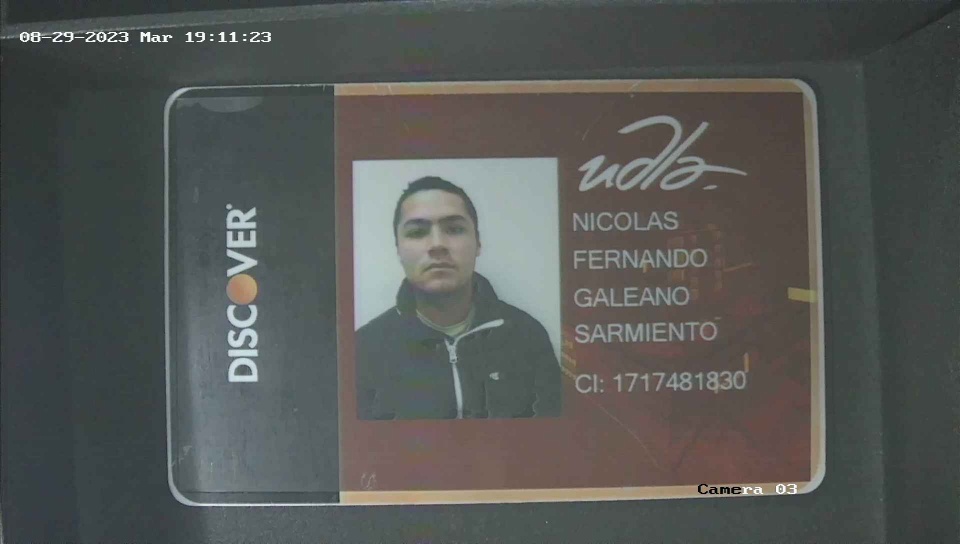 08-29-2023 Mar 19:11:23
DISCOVER
udla.
NICOLAS
FERNANDO
GALEANO
SARMIENTO
CI: 1717481830
Camera 03